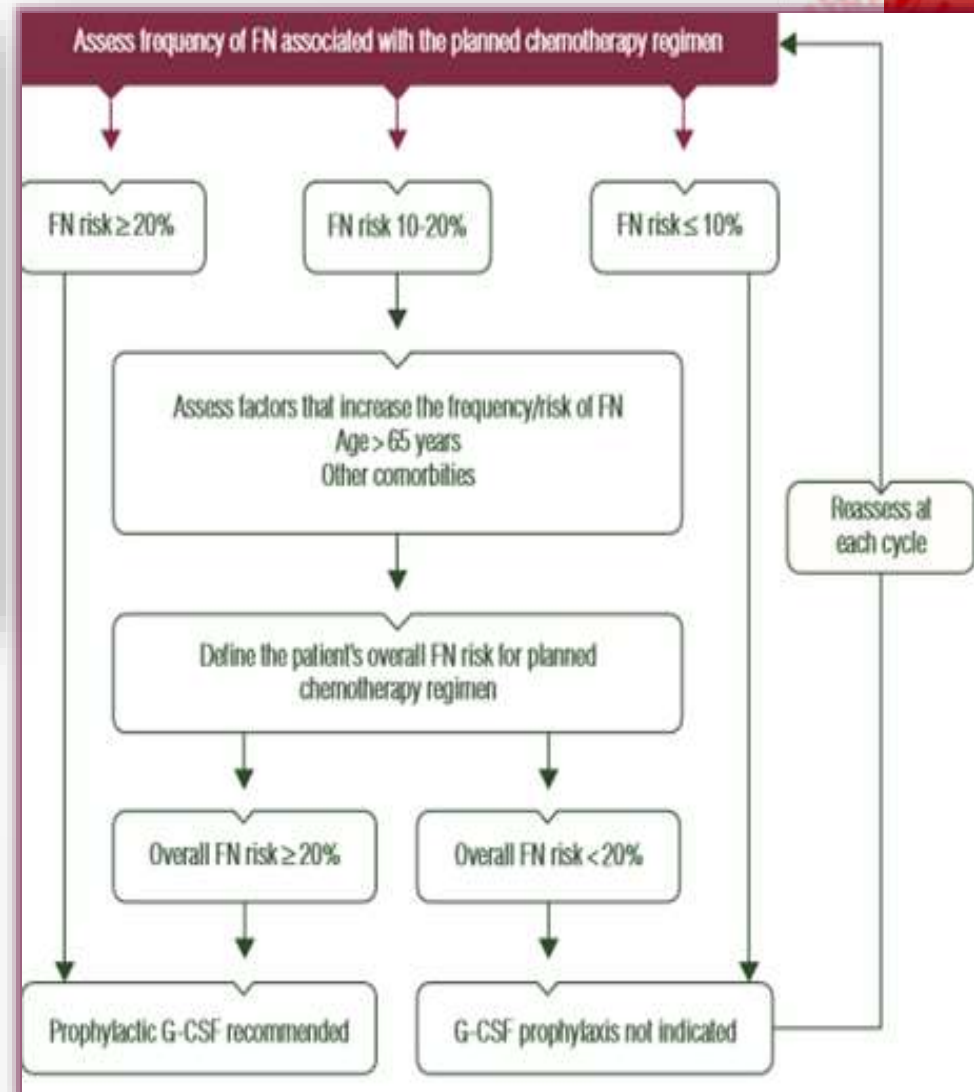 Assess frequency of FN associated with the planned chemotherapy regimen
FN risk ≥ 20%
FN risk 10-20%
FN risk ≤ 10%
Assess factors that increase the frequency/risk of FN
Age > 65 years
Other comorbities
Reassess at
each cycle
Define the patient's overall FN risk for planned
chemotherapy regimen
Overall FN risk ≥ 20%
Overall FN risk < 20%
Prophylactic G-CSF recommended
G-CSF prophylaxis not indicated